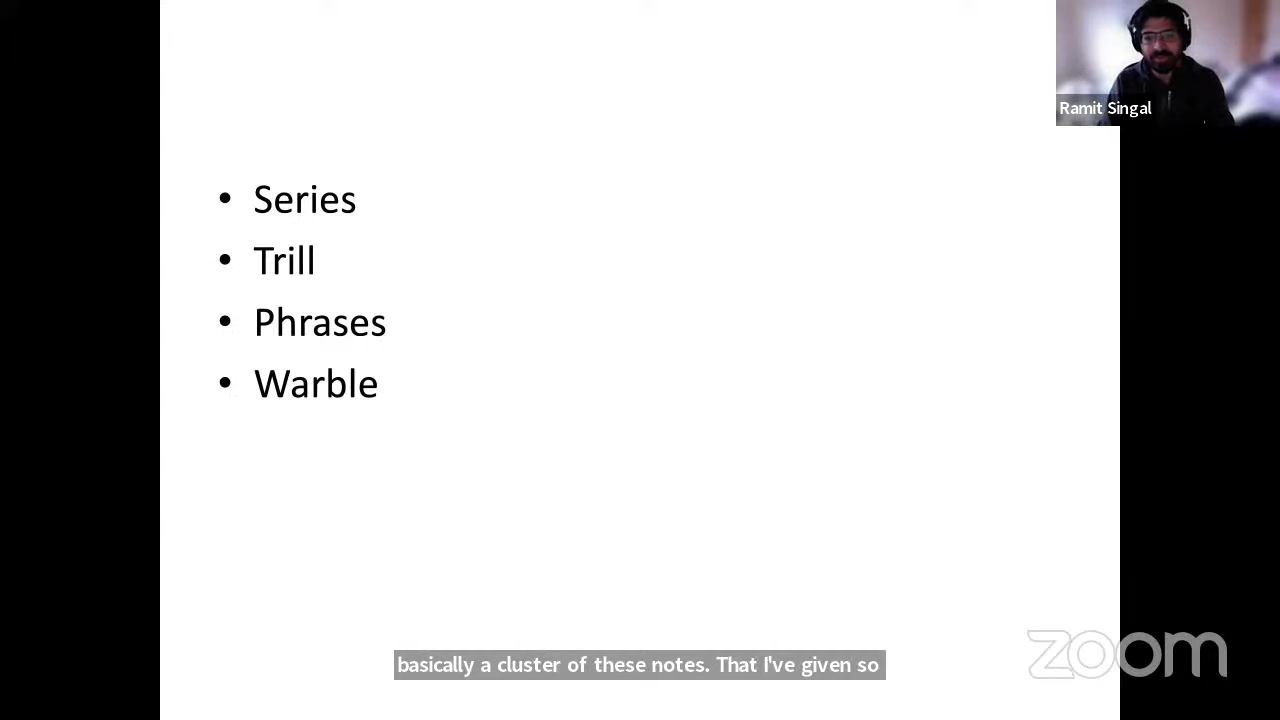 Ramit Singal
• Series
• Trill
• Phrases
• Warble
basically a cluster of these notes. That I've given so
zoom